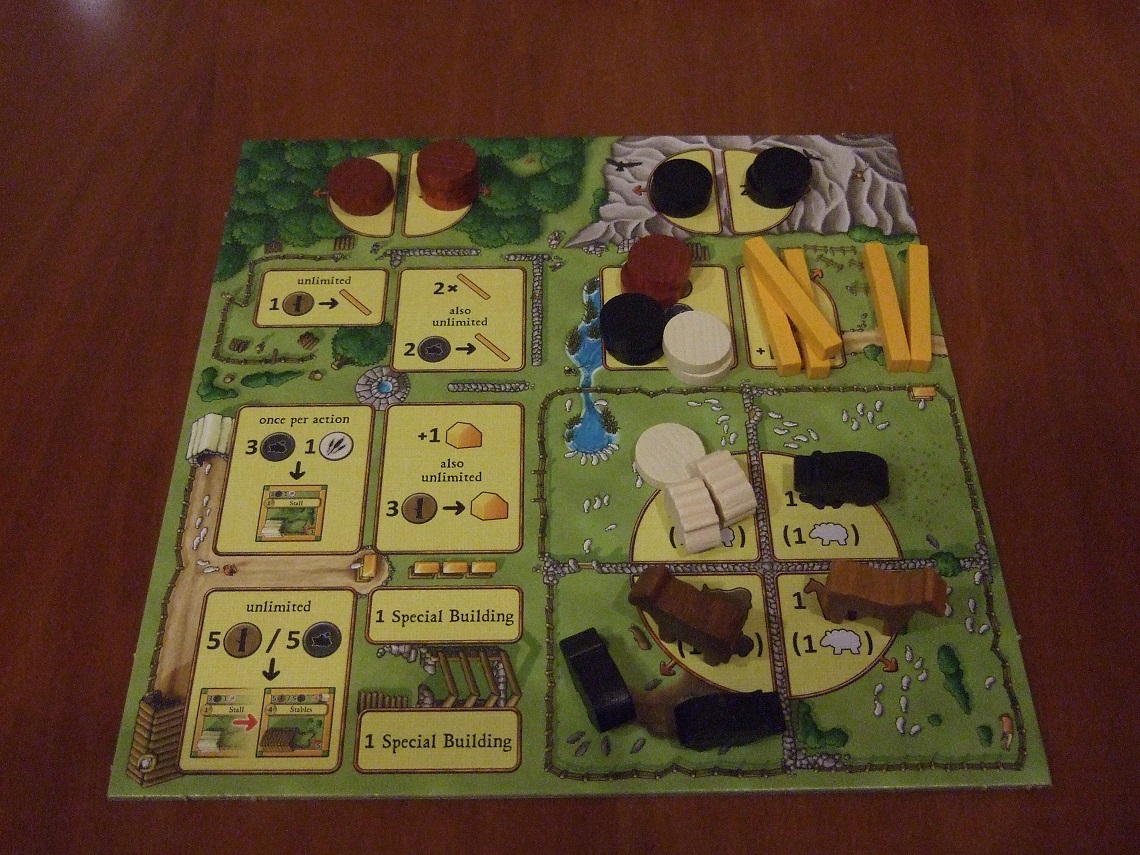 unlimited
1
2×
also
unlimited
2
+
once per action
3 1
Stall
+1
also
unlimited
3
1
(
)
1
(1 )
unlimited
5 / 5
Stall
Stables
1 Special Building
1 Special Building
(1 )
1
(1 )